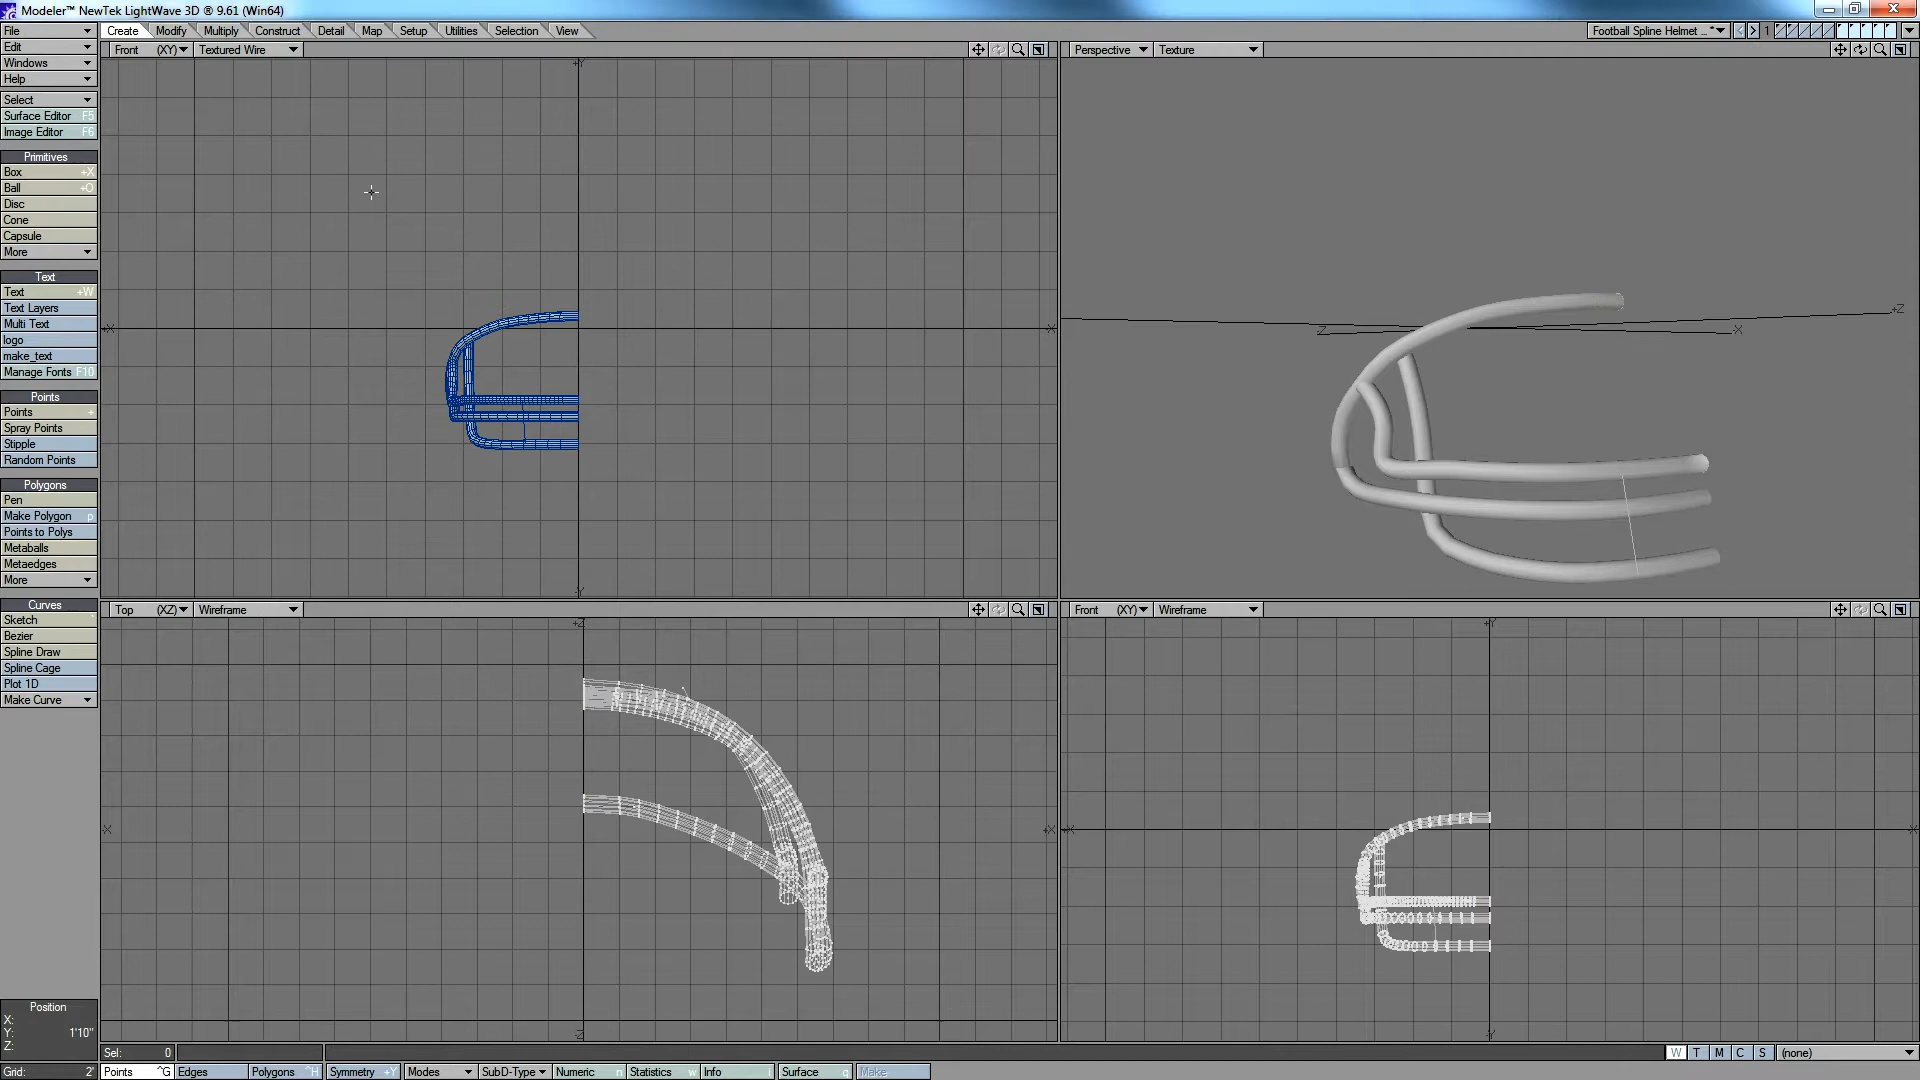 Modeler™ NewTek LightWave 3D ® 9.61 (Win64)
File
Create Modify Multiply Construct Detail Map Setup Utilities Selection View
Football Spline Helmet ... * < > 1
Edit
Windows
Help
Select
Surface Editor F5
Image Editor F6
Primitives
Box +X
Ball +O
Disc
Cone
Capsule
More
Text
Text +W
Text Layers
Multi Text
logo
make_text
Manage Fonts F10
Points
Points +
Spray Points
Stipple
Random Points
Polygons
Pen
Make Polygon p
Points to Polys
Metaballs
Metaedges
More
Curves
Sketch
Bezier
Spline Draw
Spline Cage
Plot 1D
Make Curve
Front (XY) Textured Wire
Perspective Texture
Top (XZ) Wireframe
Front (XY) Wireframe
Position
X:
Y: 1'10"
Z:
Sel: 0
W T M C S (none)
Grid: 2'
Points ^G Edges Polygons ^H Symmetry +Y Modes SubD-Type Numeric n Statistics w Info i Surface q Make